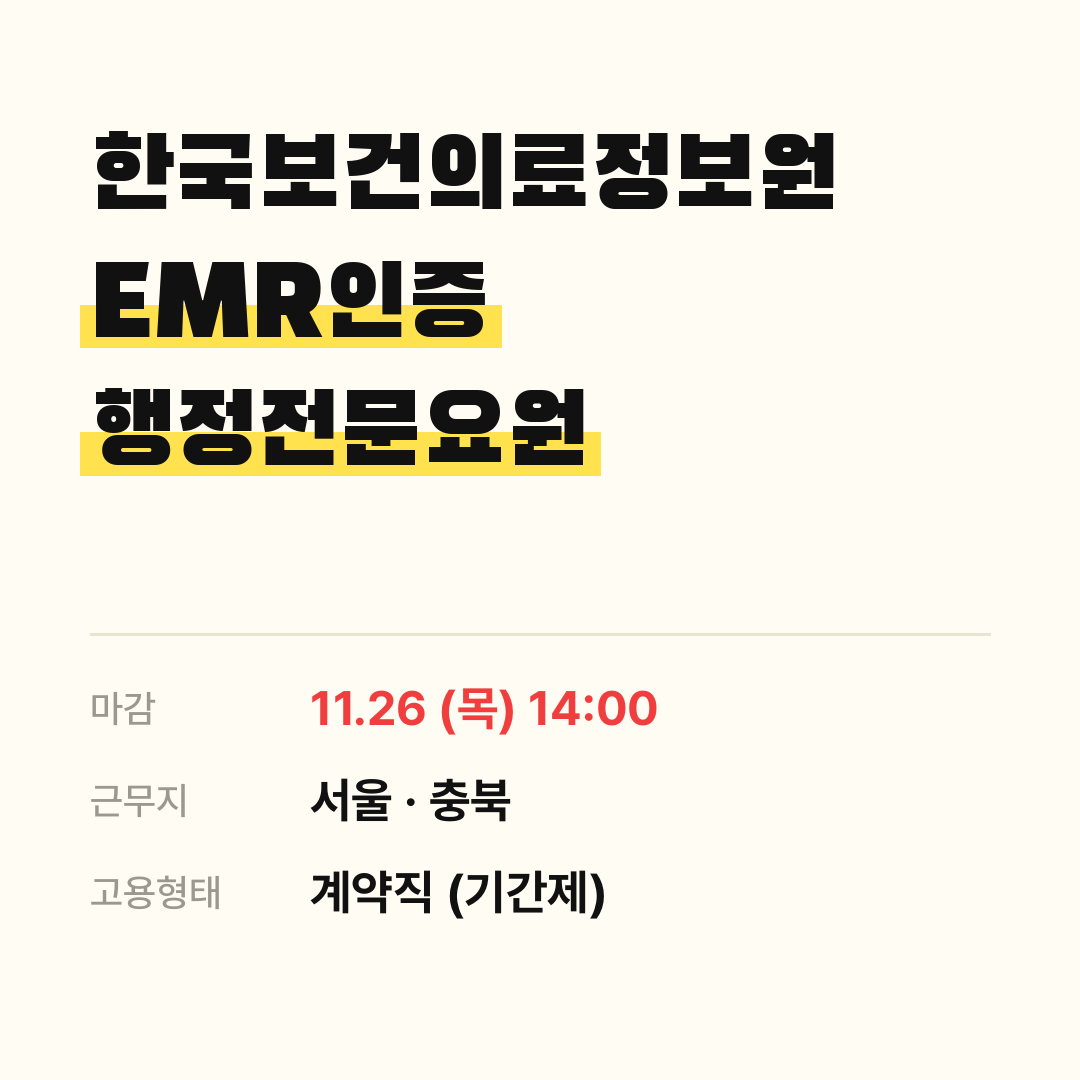 한국보건의료정보원
EMR인증
행정전문요원
마감 11.26 (목) 14:00
근무지 서울 · 충북
고용형태 계약직 (기간제)